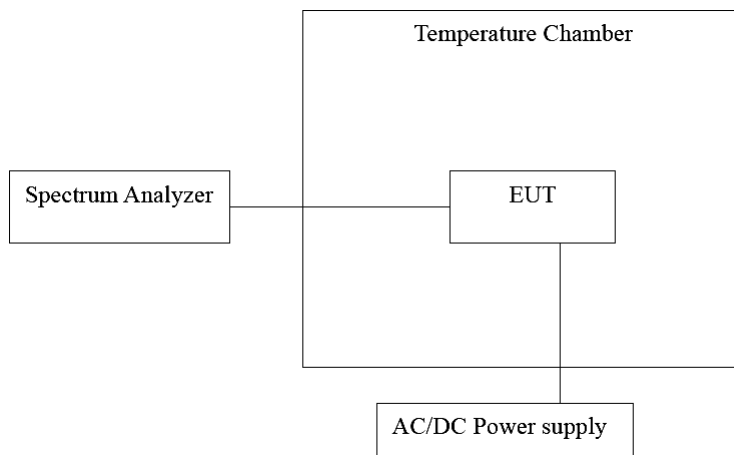 Temperature Chamber
Spectrum Analyzer
EUT
AC/DC Power supply